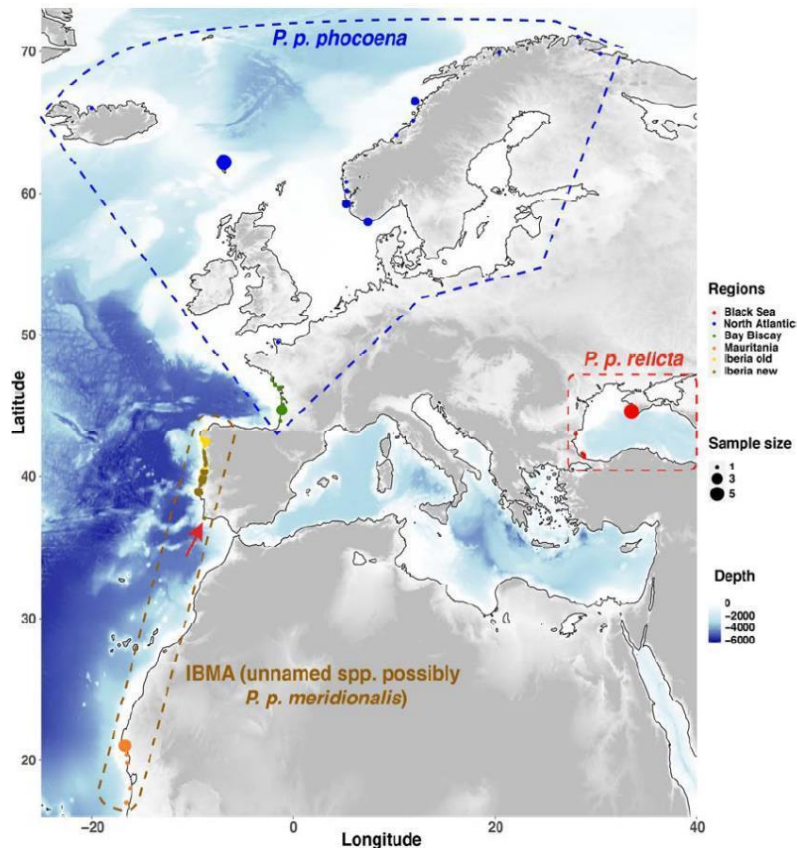 P. p. phocoena
70
60
50
40
30
20
Latitude
P. p. relicta
IBMA (unnamed spp. possibly
P. p. meridionalis)
−20
0
20
40
Longitude
Regions
Black Sea
North Atlantic
Bay Biscay
Mauritania
Iberia old
Iberia new
Sample size
1
3
5
Depth
0
−2000
−4000
−6000